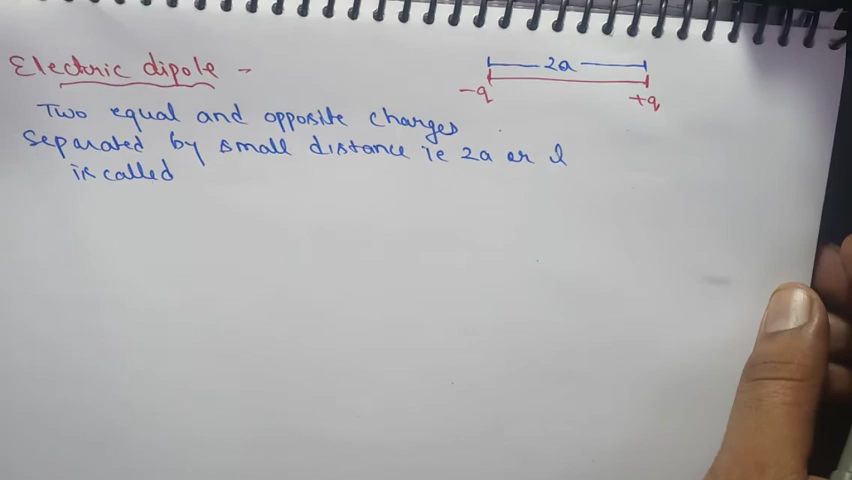 Electric dipole -
2a
-q
+q
Two equal and opposite charges
separated by small distance ie 2a or l
is called